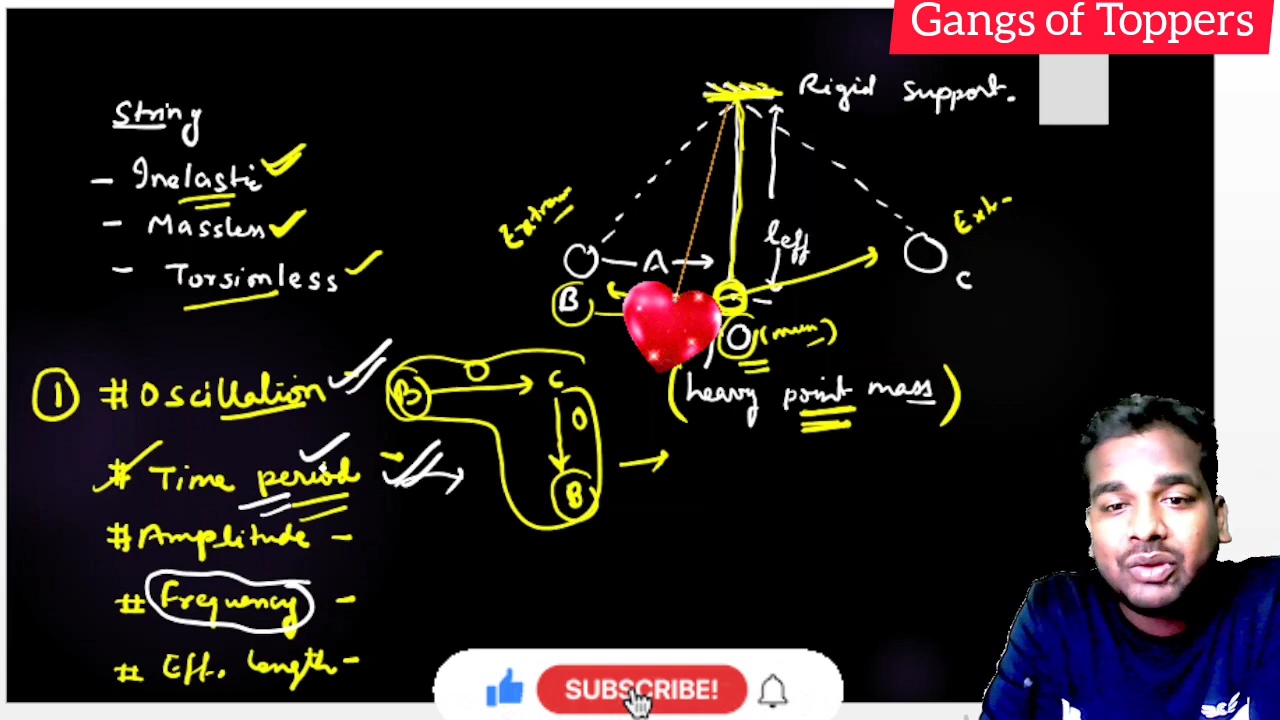 Gangs of Toppers
Rigid support.
String
- Inelastic
- Massless
- Torsionless
Extreme
Extr-
A
leff
B
C
O (mean)
(heavy point mass)
① # Oscillation
B O C
O
B
# Time period -
# Amplitude -
# Frequency -
# Eff. length -
SUBSCRIBE!